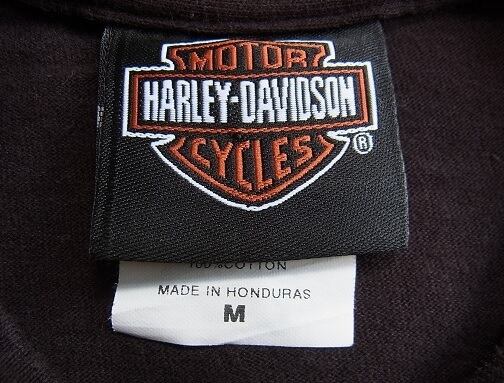 MOTOR
HARLEY-DAVIDSON
CYCLES
®
100% COTTON
MADE IN HONDURAS
M